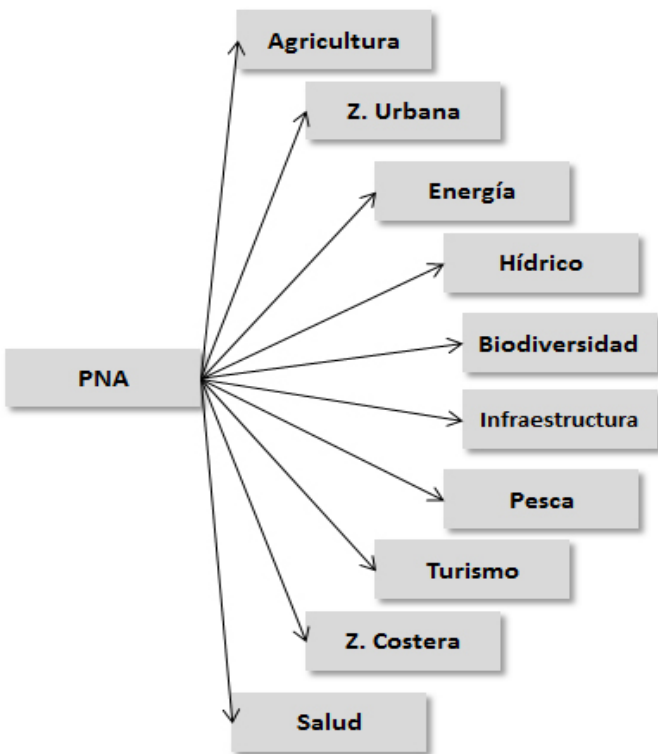 Agricultura
Z. Urbana
Energía
Hídrico
Biodiversidad
PNA
Infraestructura
Pesca
Turismo
Z. Costera
Salud